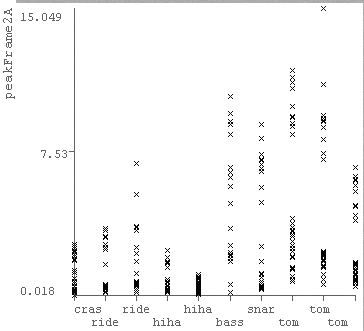 peakFrame2A
15.049
7.53
0.018
cras ride hiha snar tom
ride hiha bass tom tom